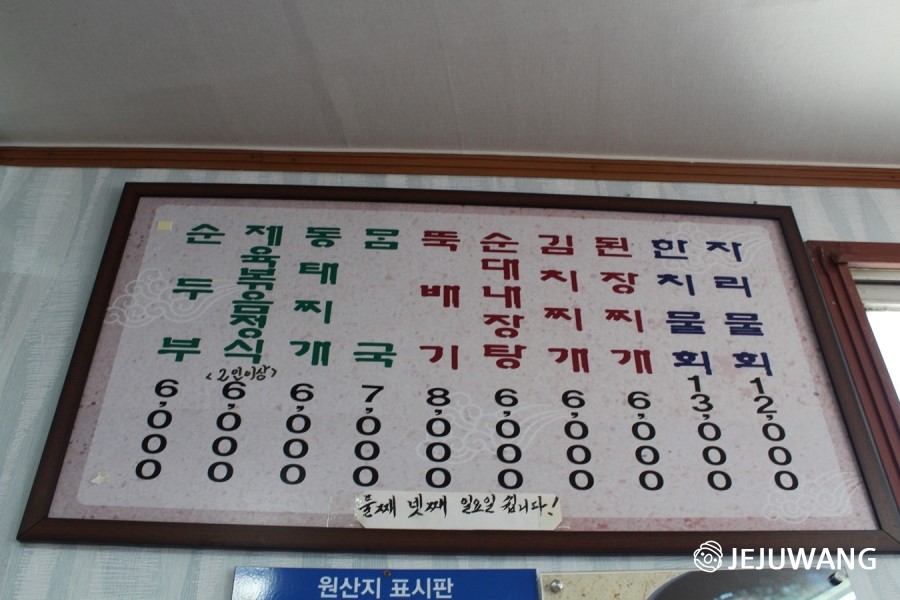 순두부 6,000
제육볶음정식 <2인이상> 6,000
동태찌개 6,000
몸국 7,000
뚝배기 8,000
순대내장탕 6,000
김치찌개 6,000
된장찌개 6,000
한치물회 13,000
자리물회 12,000
둘째 넷째 일요일 쉽니다!
원산지 표시판
JEJUWANG